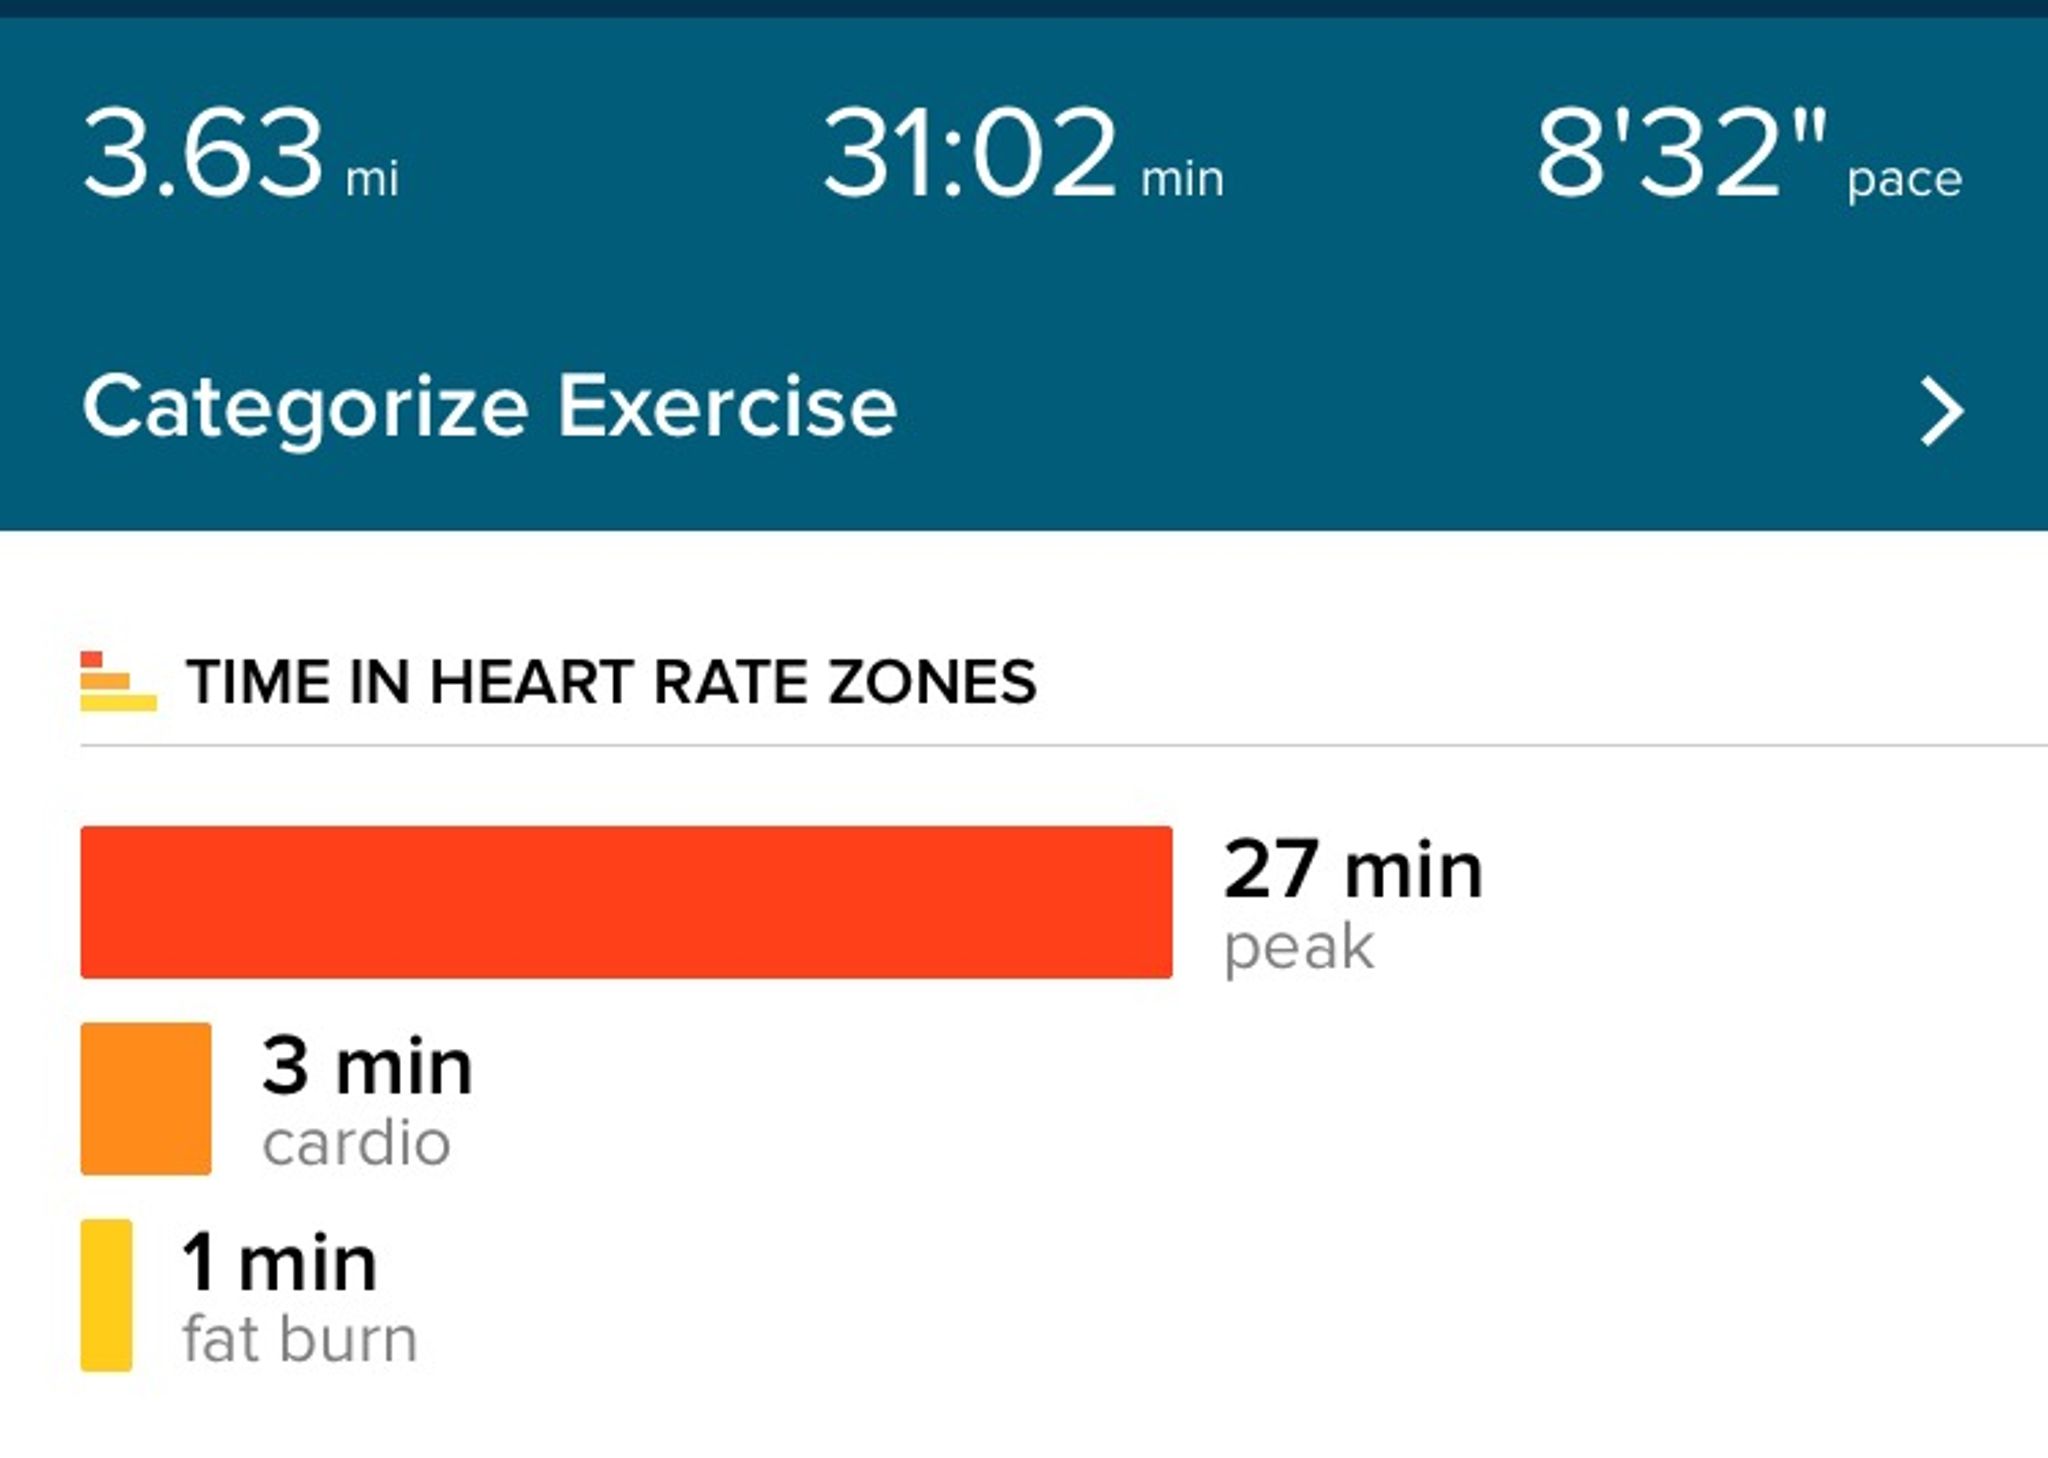 3.63 mi 31:02 min 8'32" pace
Categorize Exercise
TIME IN HEART RATE ZONES
27 min
peak
3 min
cardio
1 min
fat burn